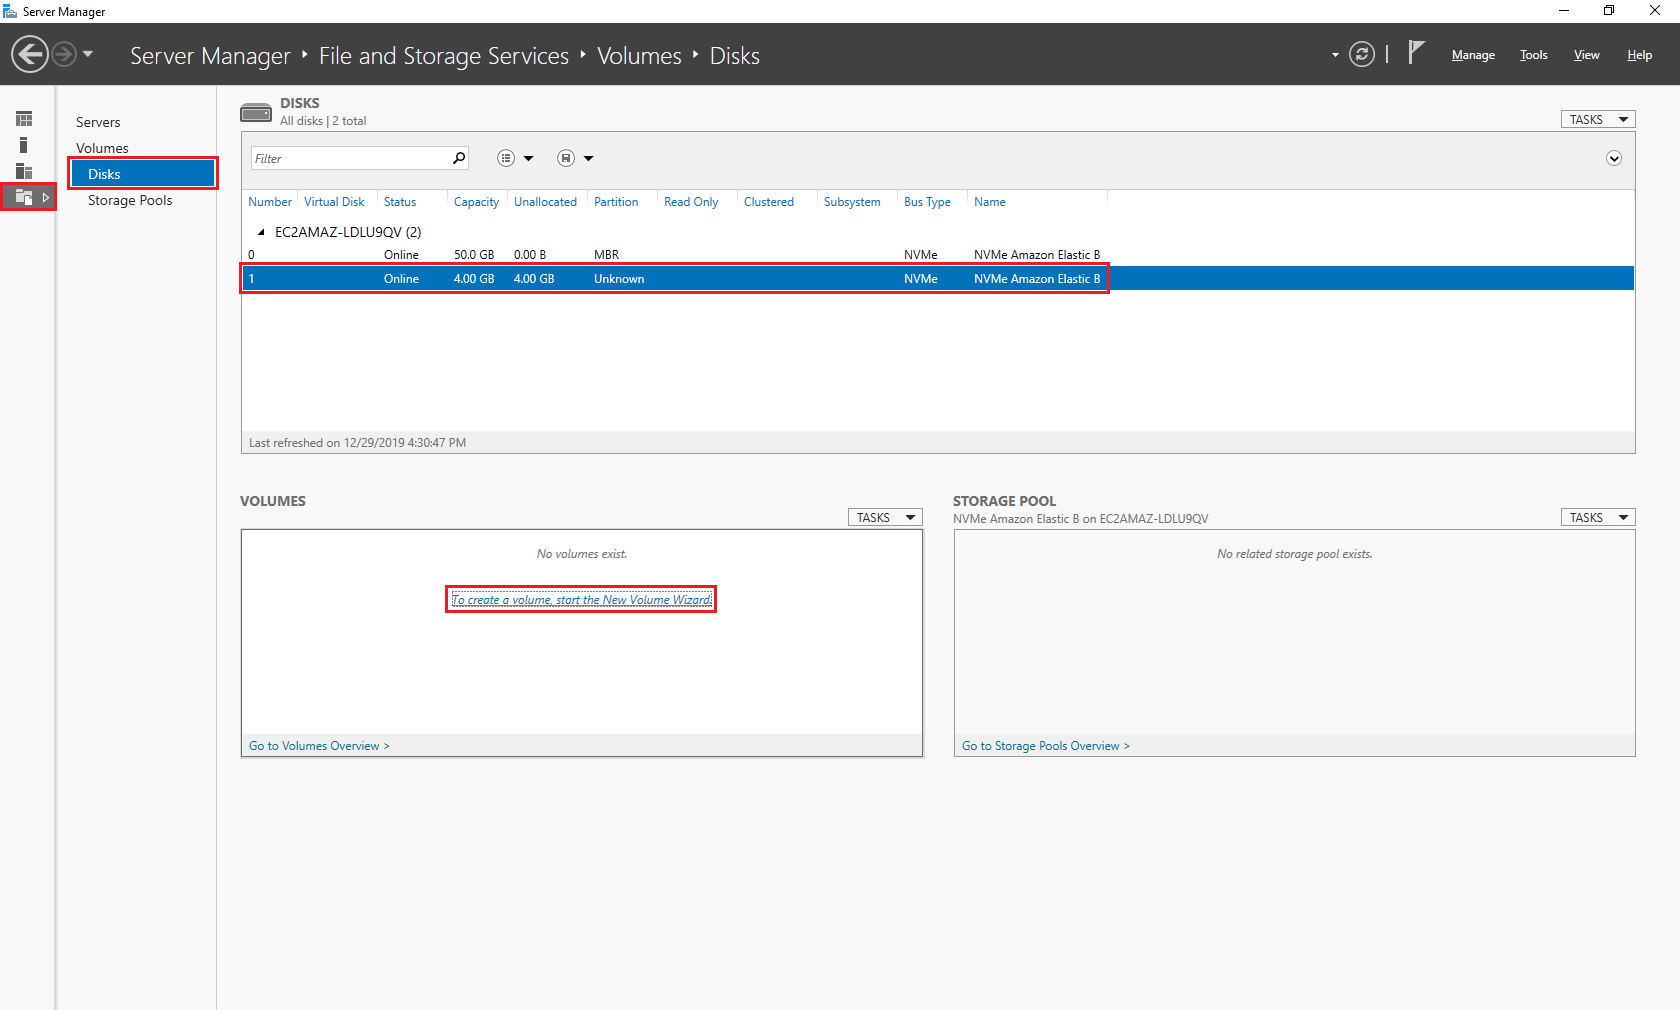 Server Manager
Server Manager ‣ File and Storage Services ‣ Volumes ‣ Disks
Manage Tools View Help
Servers
Volumes
Disks
Storage Pools
DISKS
All disks | 2 total
TASKS
Filter
Number Virtual Disk Status Capacity Unallocated Partition Read Only Clustered Subsystem Bus Type Name
EC2AMAZ-LDLU9QV (2)
0 Online 50.0 GB 0.00 B MBR NVMe NVMe Amazon Elastic B
1 Online 4.00 GB 4.00 GB Unknown NVMe NVMe Amazon Elastic B
Last refreshed on 12/29/2019 4:30:47 PM
VOLUMES
TASKS
No volumes exist.
To create a volume, start the New Volume Wizard.
Go to Volumes Overview >
STORAGE POOL
NVMe Amazon Elastic B on EC2AMAZ-LDLU9QV
TASKS
No related storage pool exists.
Go to Storage Pools Overview >